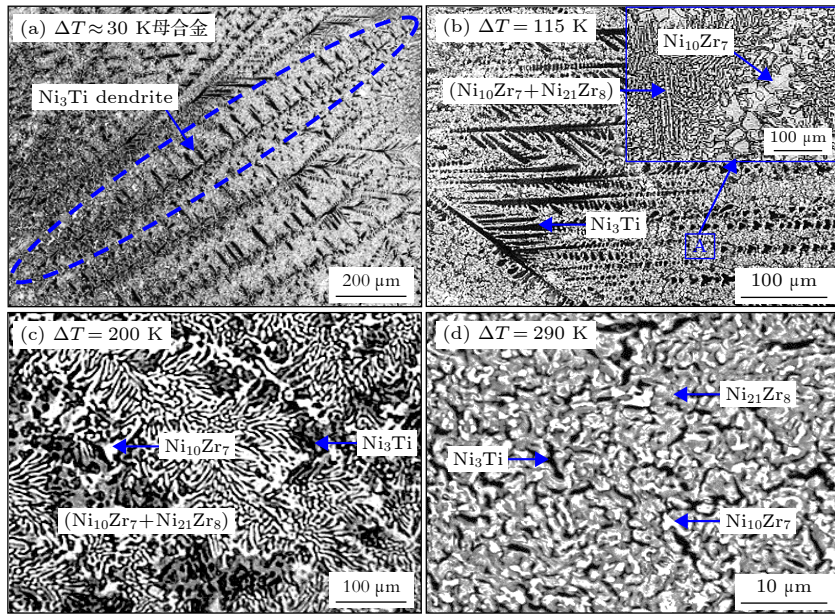 (a) ΔT≈30 K母合金
Ni₃Ti dendrite
200 μm
(b) ΔT=115 K
Ni₁₀Zr₇
(Ni₁₀Zr₇+Ni₂₁Zr₈)
100 μm
Ni₃Ti
A
100 μm
(c) ΔT=200 K
Ni₁₀Zr₇
Ni₃Ti
(Ni₁₀Zr₇+Ni₂₁Zr₈)
100 μm
(d) ΔT=290 K
Ni₂₁Zr₈
Ni₃Ti
Ni₁₀Zr₇
10 μm